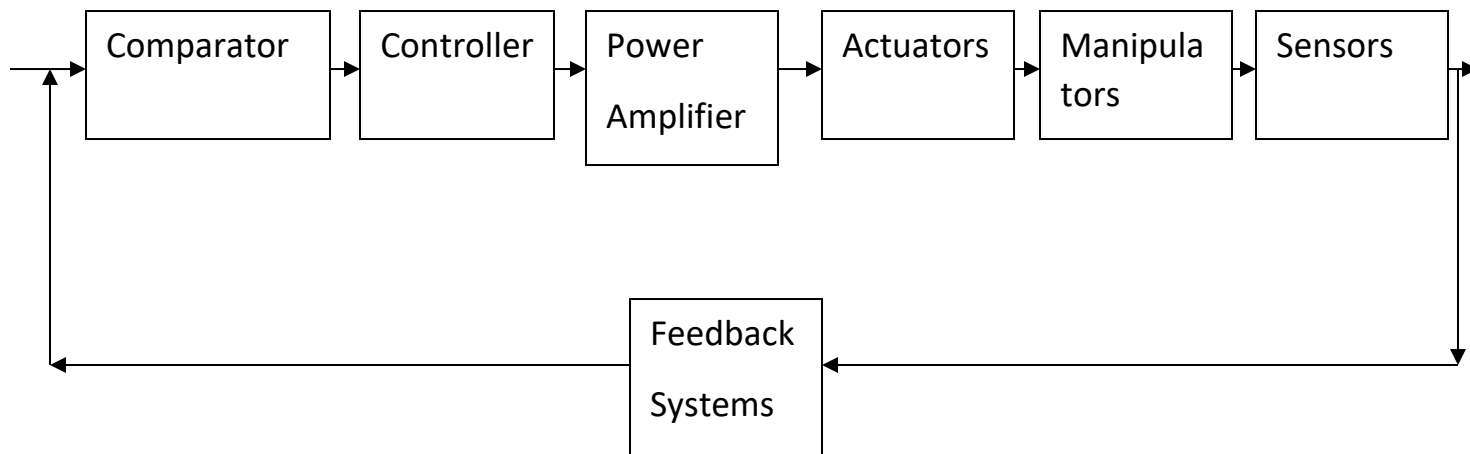 Comparator
Controller
Power
Amplifier
Actuators
Manipula
tors
Sensors
Feedback
Systems